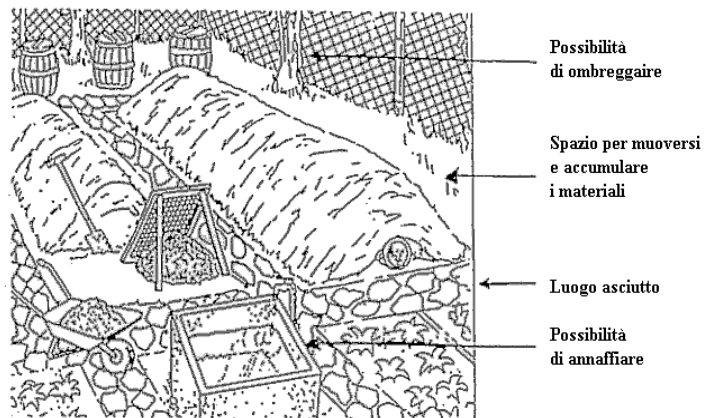 Possibilità
di ombreggaire
Spazio per muoversi
e accumulare
i materiali
Luogo asciutto
Possibilità
di annaffiare